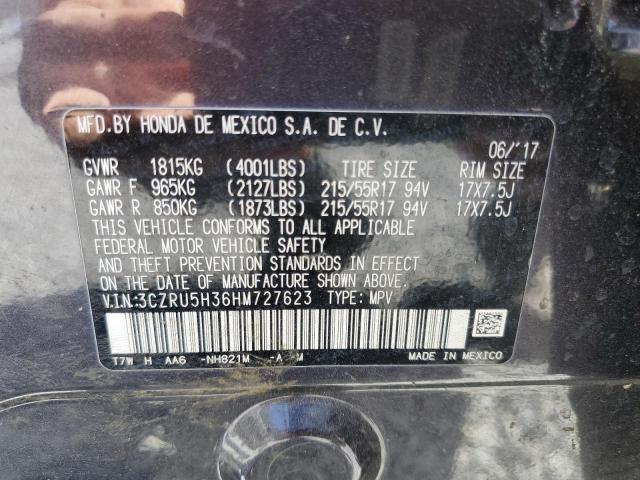 MFD.BY HONDA DE MEXICO S.A. DE C.V.
06/'17
GVWR 1815KG (4001LBS) TIRE SIZE RIM SIZE
GAWR F 965KG (2127LBS) 215/55R17 94V 17X7.5J
GAWR R 850KG (1873LBS) 215/55R17 94V 17X7.5J
THIS VEHICLE CONFORMS TO ALL APPLICABLE
FEDERAL MOTOR VEHICLE SAFETY
AND THEFT PREVENTION STANDARDS IN EFFECT
ON THE DATE OF MANUFACTURE SHOWN ABOVE.
V.I.N:3CZRU5H36HM727623 TYPE: MPV
T7W H AA6 -NH821M -A M MADE IN MEXICO